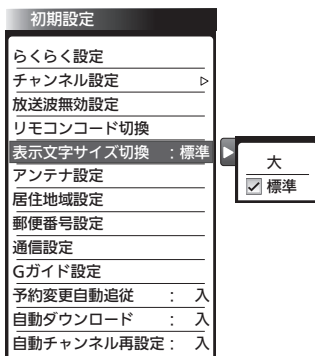 初期設定
らくらく設定
チャンネル設定
放送波無効設定
リモコンコード切換
表示文字サイズ切換 : 標準
大
標準
アンテナ設定
居住地域設定
郵便番号設定
通信設定
Gガイド設定
予約変更自動追従 : 入
自動ダウンロード : 入
自動チャンネル再設定 : 入